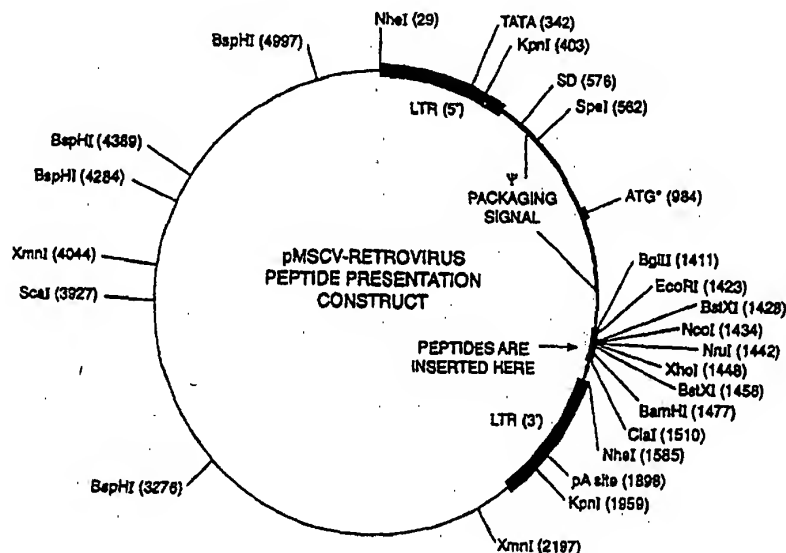 NheI (29)
TATA (342)
KpnI (403)
BspHI (4997)
SD (576)
SpeI (562)
LTR (5')
BspHI (4369)
BspHI (4284)
Ψ
PACKAGING
SIGNAL
ATG* (984)
XmnI (4044)
ScaI (3927)
pMSCV-RETROVIRUS
PEPTIDE PRESENTATION
CONSTRUCT
BglII (1411)
EcoRI (1423)
BstXI (1428)
NcoI (1434)
NruI (1442)
PEPTIDES ARE
INSERTED HERE
XhoI (1448)
BstXI (1458)
BamHI (1477)
ClaI (1510)
LTR (3')
NheI (1585)
pA site (1898)
KpnI (1959)
BspHI (3276)
XmnI (2197)